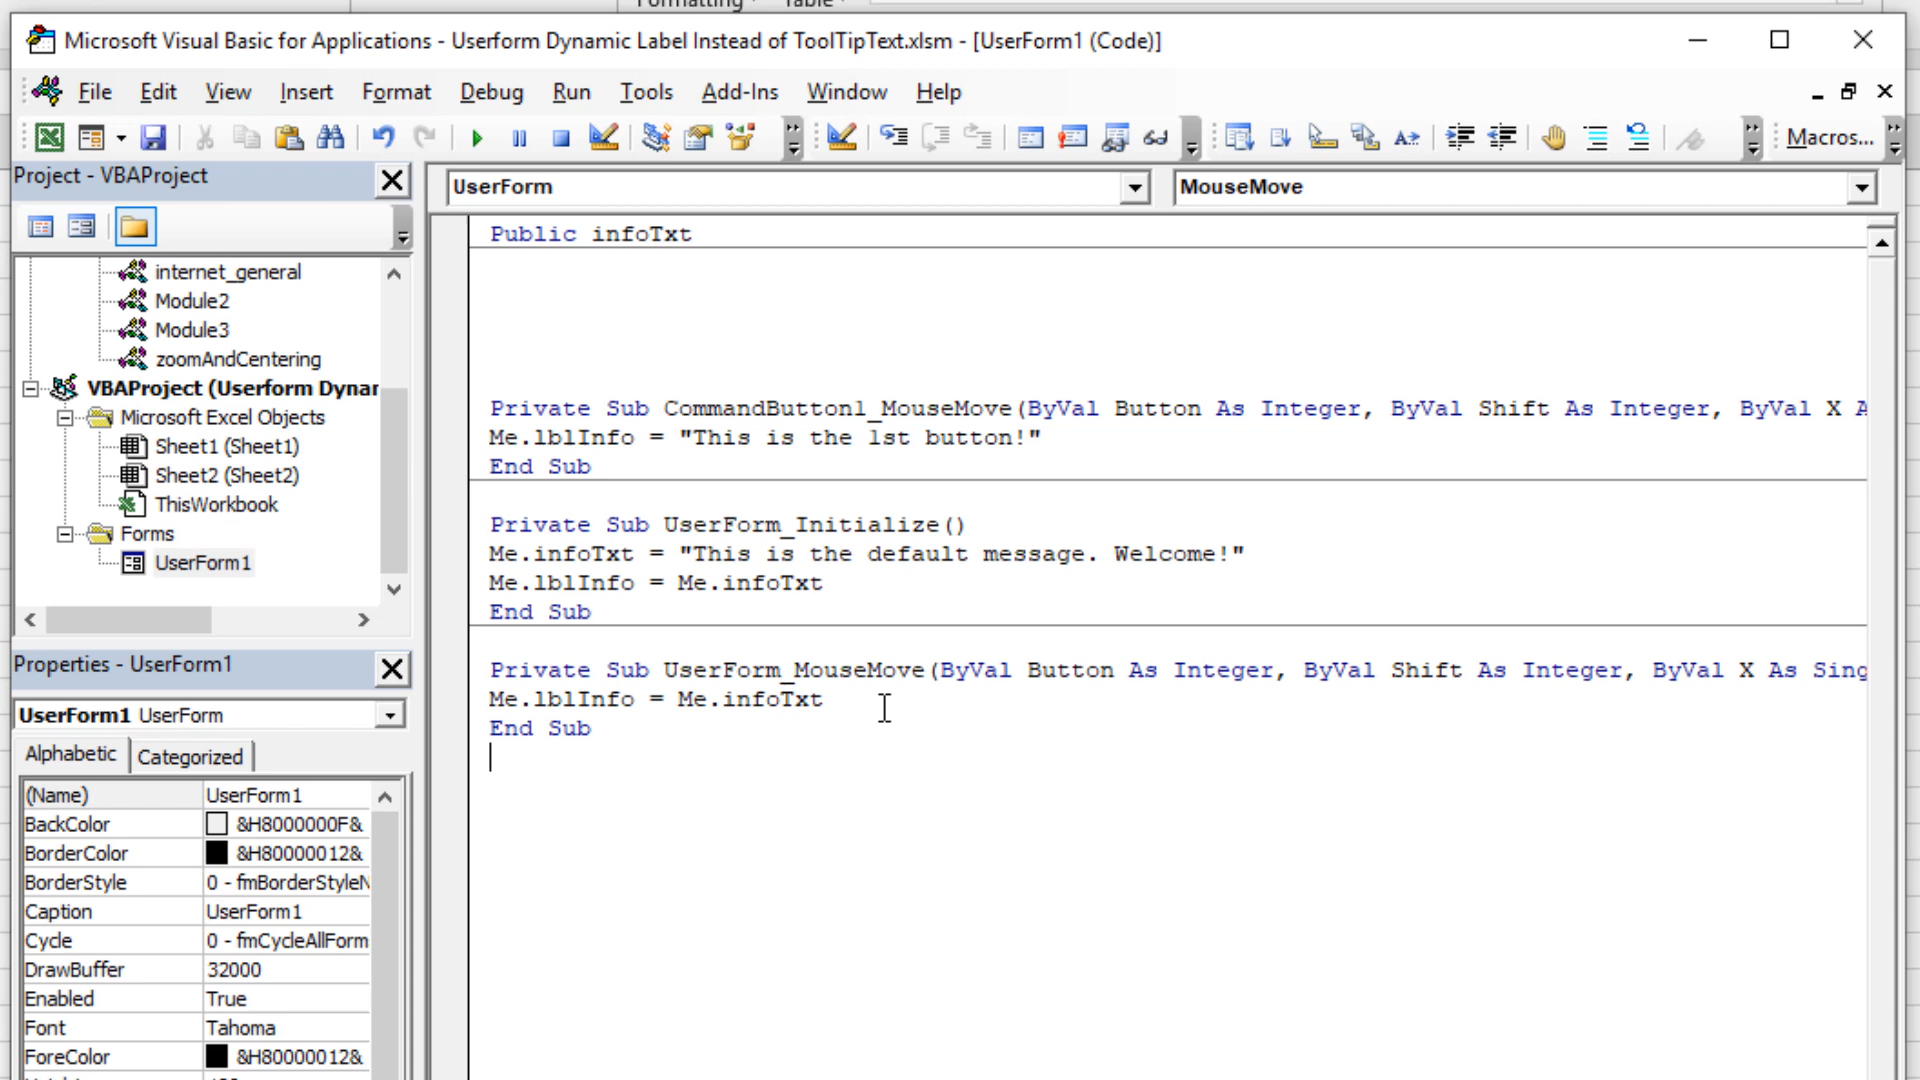 Formatting Table
Microsoft Visual Basic for Applications - Userform Dynamic Label Instead of ToolTipText.xlsm - [UserForm1 (Code)]
File Edit View Insert Format Debug Run Tools Add-Ins Window Help
Macros...
Project - VBAProject
UserForm
MouseMove
internet_general
Module2
Module3
zoomAndCentering
VBAProject (Userform Dynar
Microsoft Excel Objects
Sheet1 (Sheet1)
Sheet2 (Sheet2)
ThisWorkbook
Forms
UserForm1
Properties - UserForm1
UserForm1 UserForm
Alphabetic Categorized
(Name) UserForm1
BackColor &H8000000F&
BorderColor &H80000012&
BorderStyle 0 - fmBorderStyleN
Caption UserForm1
Cycle 0 - fmCycleAllForm
DrawBuffer 32000
Enabled True
Font Tahoma
ForeColor &H80000012&
Public infoTxt
Private Sub CommandButton1_MouseMove(ByVal Button As Integer, ByVal Shift As Integer, ByVal X A
Me.lblInfo = "This is the 1st button!"
End Sub
Private Sub UserForm_Initialize()
Me.infoTxt = "This is the default message. Welcome!"
Me.lblInfo = Me.infoTxt
End Sub
Private Sub UserForm_MouseMove(ByVal Button As Integer, ByVal Shift As Integer, ByVal X As Sing
Me.lblInfo = Me.infoTxt
End Sub